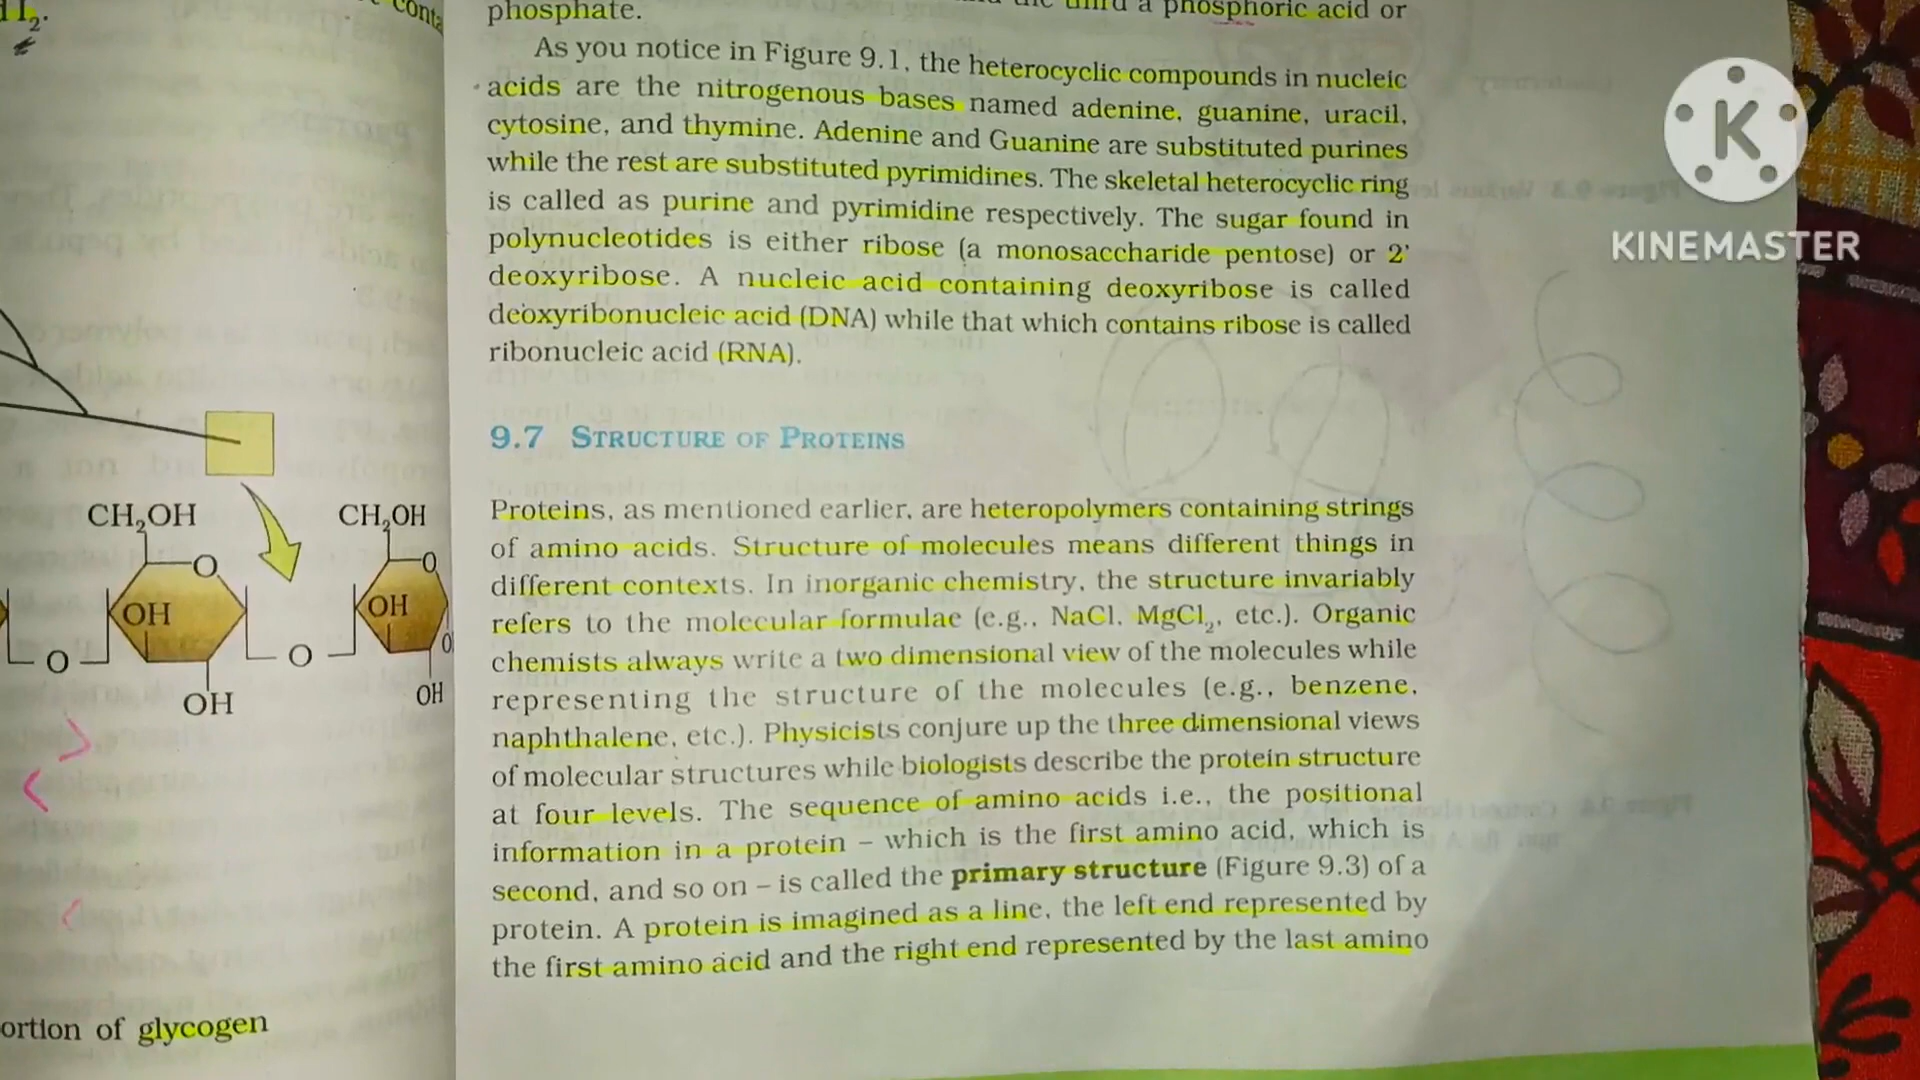 H₂.
conta
phosphate.
third a phosphoric acid or
As you notice in Figure 9.1, the heterocyclic compounds in nucleic
acids are the nitrogenous bases named adenine, guanine, uracil,
cytosine, and thymine. Adenine and Guanine are substituted purines
while the rest are substituted pyrimidines. The skeletal heterocyclic ring
is called as purine and pyrimidine respectively. The sugar found in
polynucleotides is either ribose (a monosaccharide pentose) or 2'
deoxyribose. A nucleic acid containing deoxyribose is called
deoxyribonucleic acid (DNA) while that which contains ribose is called
ribonucleic acid (RNA).
9.7 STRUCTURE OF PROTEINS
Proteins, as mentioned earlier, are heteropolymers containing strings
of amino acids. Structure of molecules means different things in
different contexts. In inorganic chemistry, the structure invariably
refers to the molecular formulae (e.g., NaCl, MgCl₂, etc.). Organic
chemists always write a two dimensional view of the molecules while
representing the structure of the molecules (e.g., benzene,
naphthalene, etc.). Physicists conjure up the three dimensional views
of molecular structures while biologists describe the protein structure
at four levels. The sequence of amino acids i.e., the positional
information in a protein – which is the first amino acid, which is
second, and so on – is called the primary structure (Figure 9.3) of a
protein. A protein is imagined as a line, the left end represented by
the first amino acid and the right end represented by the last amino
CH₂OH CH₂OH
O O
OH OH
O O O
OH OH
ortion of glycogen
K
KINEMASTER